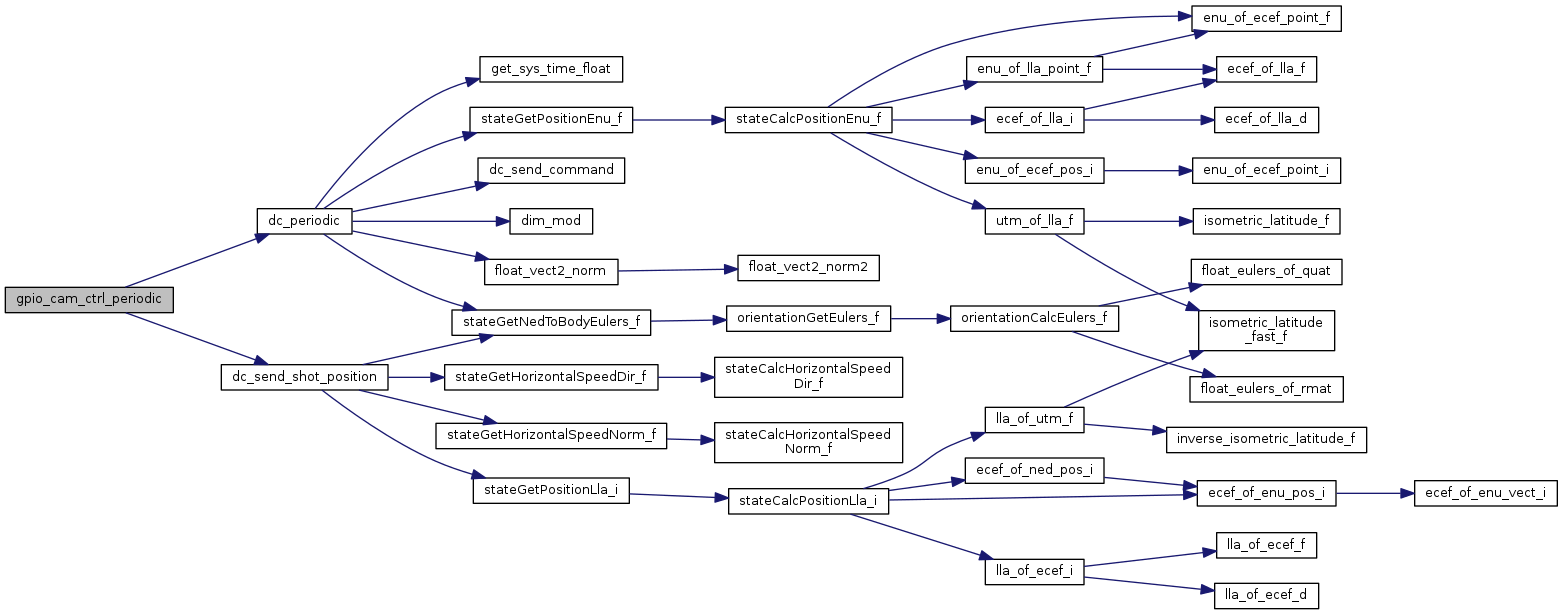 gpio_cam_ctrl_periodic
dc_periodic
dc_send_shot_position
get_sys_time_float
stateGetPositionEnu_f
dc_send_command
dim_mod
float_vect2_norm
stateGetNedToBodyEulers_f
stateGetHorizontalSpeedDir_f
stateGetHorizontalSpeedNorm_f
stateGetPositionLla_i
stateCalcPositionEnu_f
float_vect2_norm2
orientationGetEulers_f
stateCalcHorizontalSpeed
Dir_f
stateCalcHorizontalSpeed
Norm_f
stateCalcPositionLla_i
enu_of_lla_point_f
ecef_of_lla_i
enu_of_ecef_pos_i
utm_of_lla_f
orientationCalcEulers_f
lla_of_utm_f
ecef_of_ned_pos_i
lla_of_ecef_i
enu_of_ecef_point_f
ecef_of_lla_f
ecef_of_lla_d
enu_of_ecef_point_i
isometric_latitude_f
float_eulers_of_quat
isometric_latitude
_fast_f
float_eulers_of_rmat
inverse_isometric_latitude_f
ecef_of_enu_pos_i
lla_of_ecef_f
lla_of_ecef_d
ecef_of_enu_vect_i